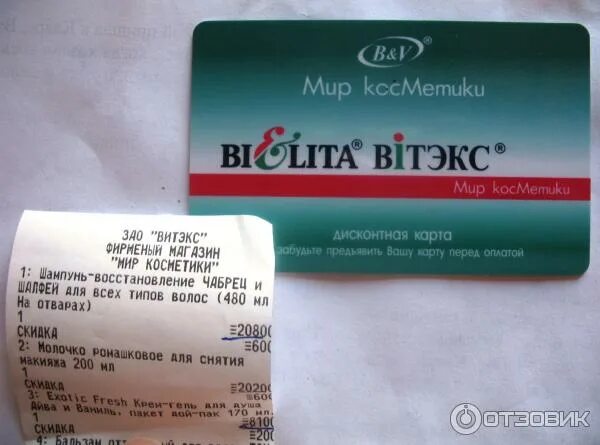 B&V®
Мир косМетики
BIELITA® ВіТЭКС®
Мир косМетики
дисконтная карта
забудьте предъявить Вашу карту перед оплатой
ЗАО "ВИТЭКС"
ФИРМЕНЫЙ МАГАЗИН
"МИР КОСМЕТИКИ"
1: Шампунь-восстановление ЧАБРЕЦ и
ШАЛФЕЙ для всех типов волос (480 мл
На отварах)
1
≡20800
СКИДКА
≡600
2: Молочко ромашковое для снятия
макияжа 200 мл
1
≡20200
СКИДКА
≡600
3: Exotic Fresh Крем-гель для душа
Айва и Ваниль, пакет дой-пак 170 мл
1
≡8100
СКИДКА
≡200
4: Бальзам
ОТЗОВИК